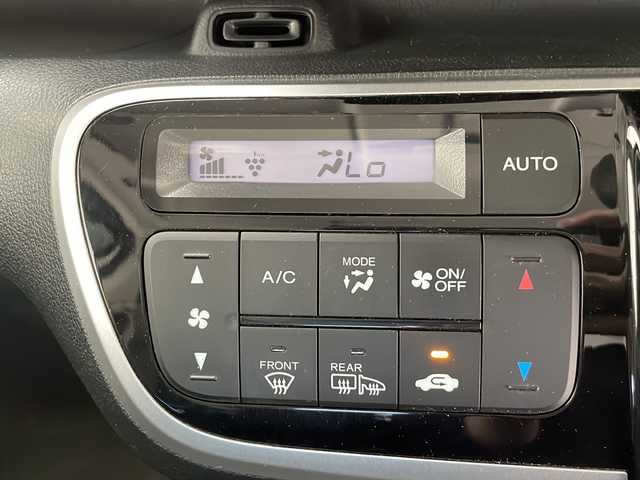 Lo
AUTO
A/C
MODE
ON/
OFF
FRONT
REAR